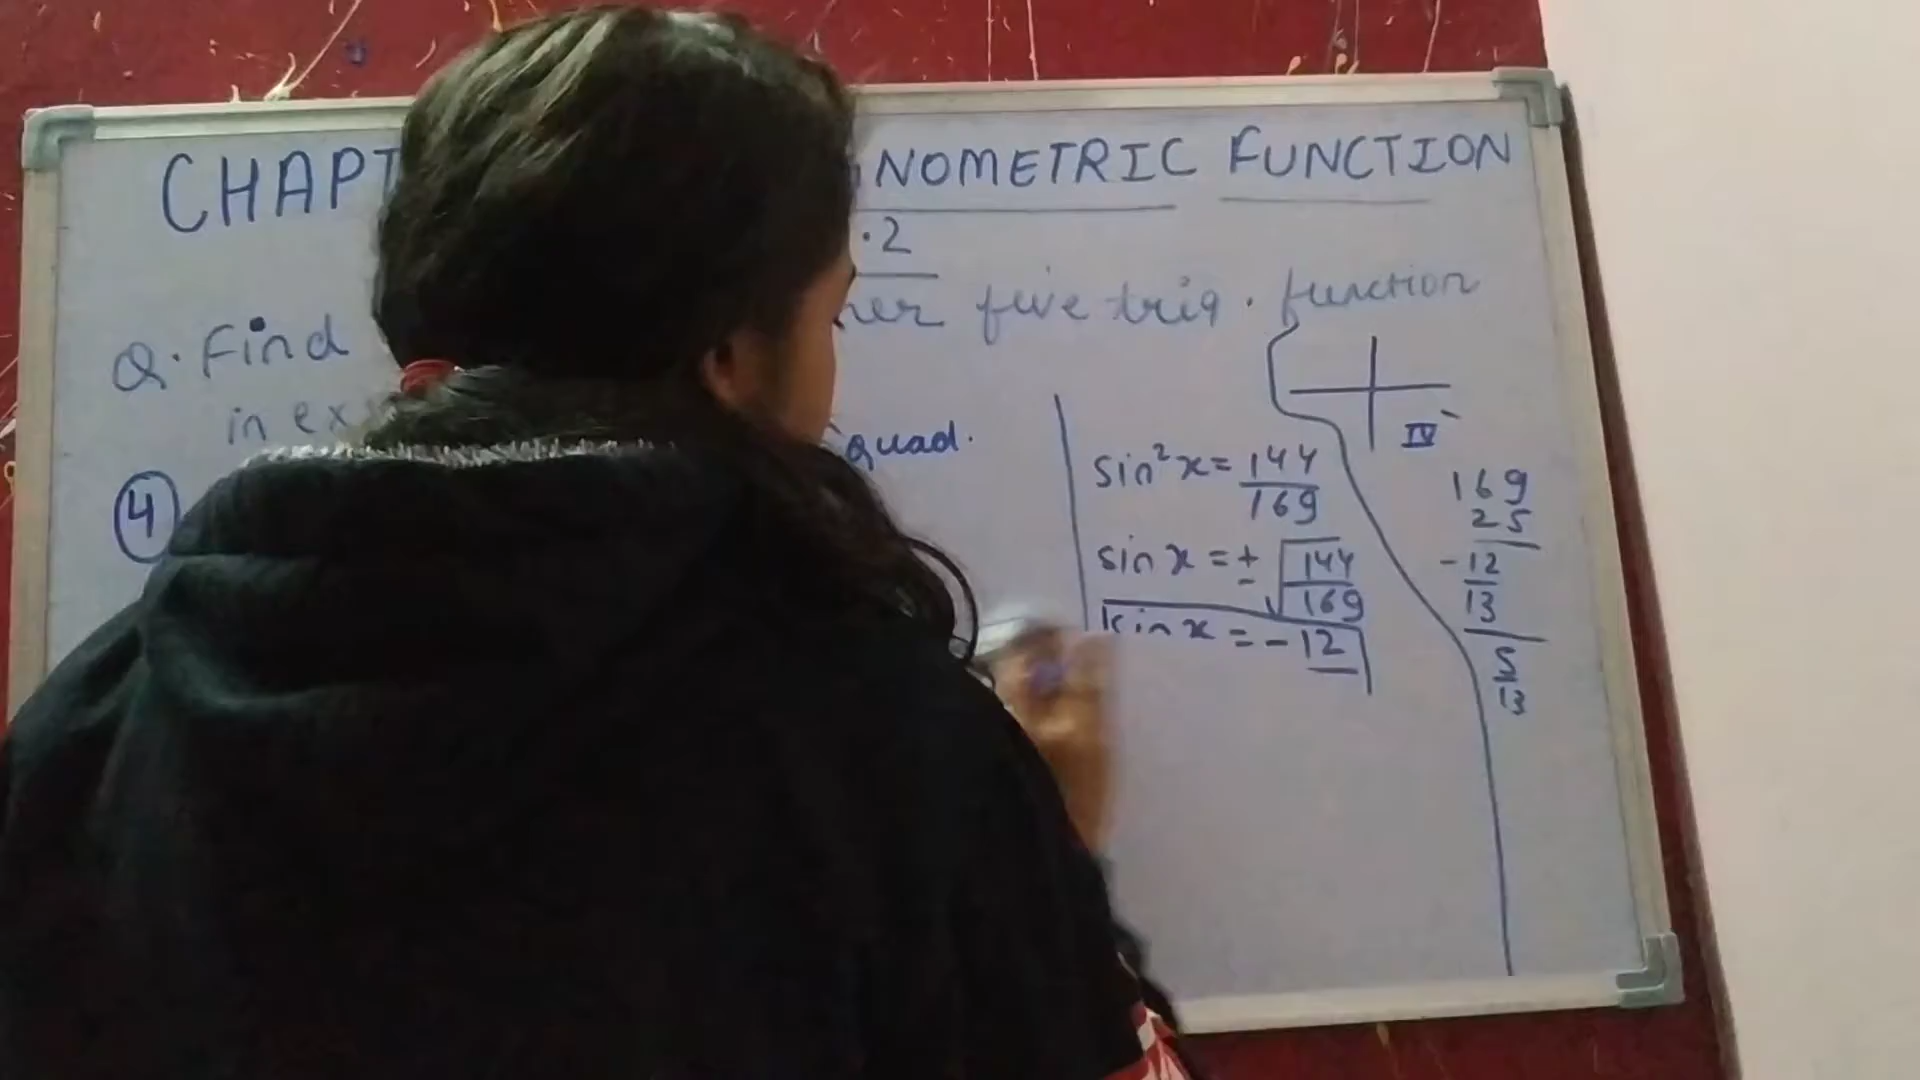 CHAPT NOMETRIC FUNCTION
.2
Q. Find her five trig. function
in ex
quad.
4
IV
sin²x = 144/169
sin x = ± √144/169
sin x = -12
169
25
-12
13
5
13